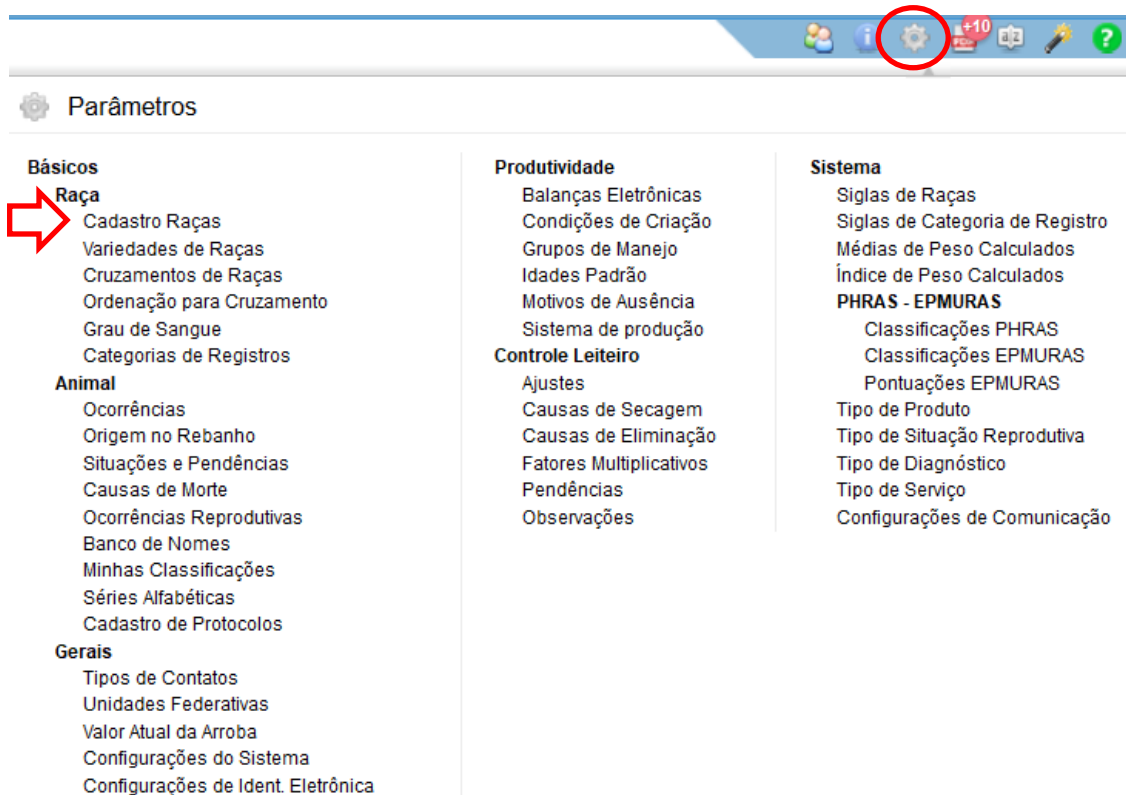 +10
PDF
a z
?
Parâmetros
Básicos
Raça
Cadastro Raças
Variedades de Raças
Cruzamentos de Raças
Ordenação para Cruzamento
Grau de Sangue
Categorias de Registros
Animal
Ocorrências
Origem no Rebanho
Situações e Pendências
Causas de Morte
Ocorrências Reprodutivas
Banco de Nomes
Minhas Classificações
Séries Alfabéticas
Cadastro de Protocolos
Gerais
Tipos de Contatos
Unidades Federativas
Valor Atual da Arroba
Configurações do Sistema
Configurações de Ident. Eletrônica
Produtividade
Balanças Eletrônicas
Condições de Criação
Grupos de Manejo
Idades Padrão
Motivos de Ausência
Sistema de produção
Controle Leiteiro
Ajustes
Causas de Secagem
Causas de Eliminação
Fatores Multiplicativos
Pendências
Observações
Sistema
Siglas de Raças
Siglas de Categoria de Registro
Médias de Peso Calculados
Índice de Peso Calculados
PHRAS - EPMURAS
Classificações PHRAS
Classificações EPMURAS
Pontuações EPMURAS
Tipo de Produto
Tipo de Situação Reprodutiva
Tipo de Diagnóstico
Tipo de Serviço
Configurações de Comunicação